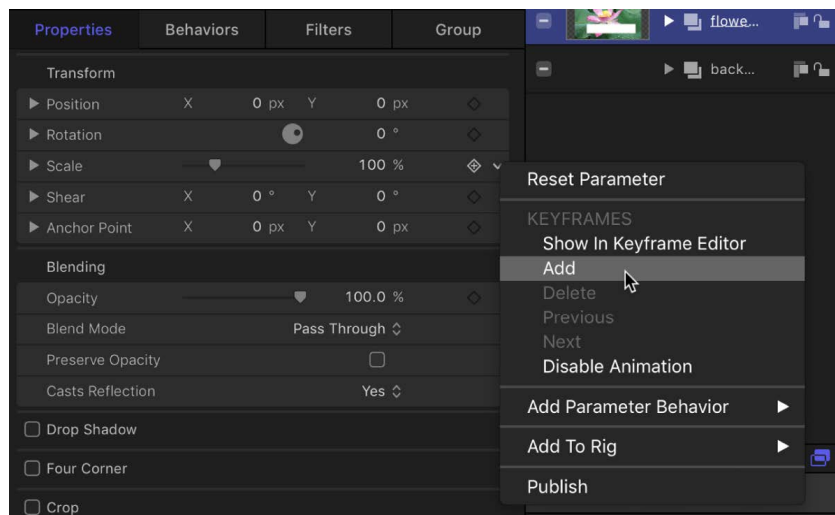 Properties Behaviors Filters Group
flowe...
back...
Transform
Position X 0 px Y 0 px
Rotation 0 °
Scale 100 %
Shear X 0 ° Y 0 °
Anchor Point X 0 px Y 0 px
Blending
Opacity 100.0 %
Blend Mode Pass Through
Preserve Opacity
Casts Reflection Yes
Drop Shadow
Four Corner
Crop
Reset Parameter
KEYFRAMES
Show In Keyframe Editor
Add
Delete
Previous
Next
Disable Animation
Add Parameter Behavior
Add To Rig
Publish